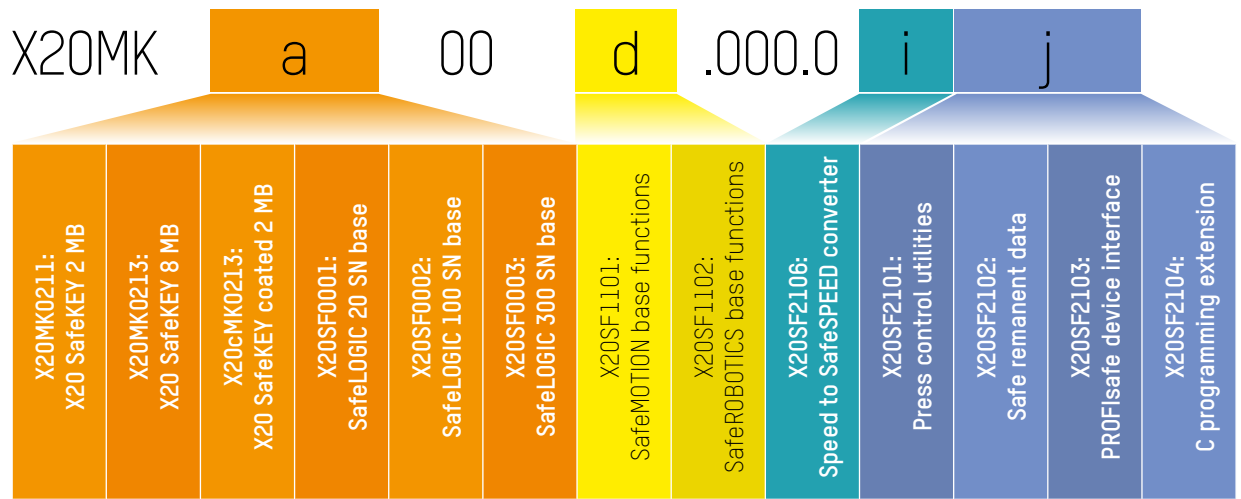 X20MK a 00 d .000.0 i j
X20MK0211:
X20 SafeKEY 2 MB
X20MK0213:
X20 SafeKEY 8 MB
X20cMK0213:
X20 SafeKEY coated 2 MB
X20SF0001:
SafeLOGIC 20 SN base
X20SF0002:
SafeLOGIC 100 SN base
X20SF0003:
SafeLOGIC 300 SN base
X20SF1101:
SafeMOTION base functions
X20SF1102:
SafeROBOTICS base functions
X20SF2106:
Speed to SafeSPEED converter
X20SF2101:
Press control utilities
X20SF2102:
Safe remanent data
X20SF2103:
PROFIsafe device interface
X20SF2104:
C programming extension